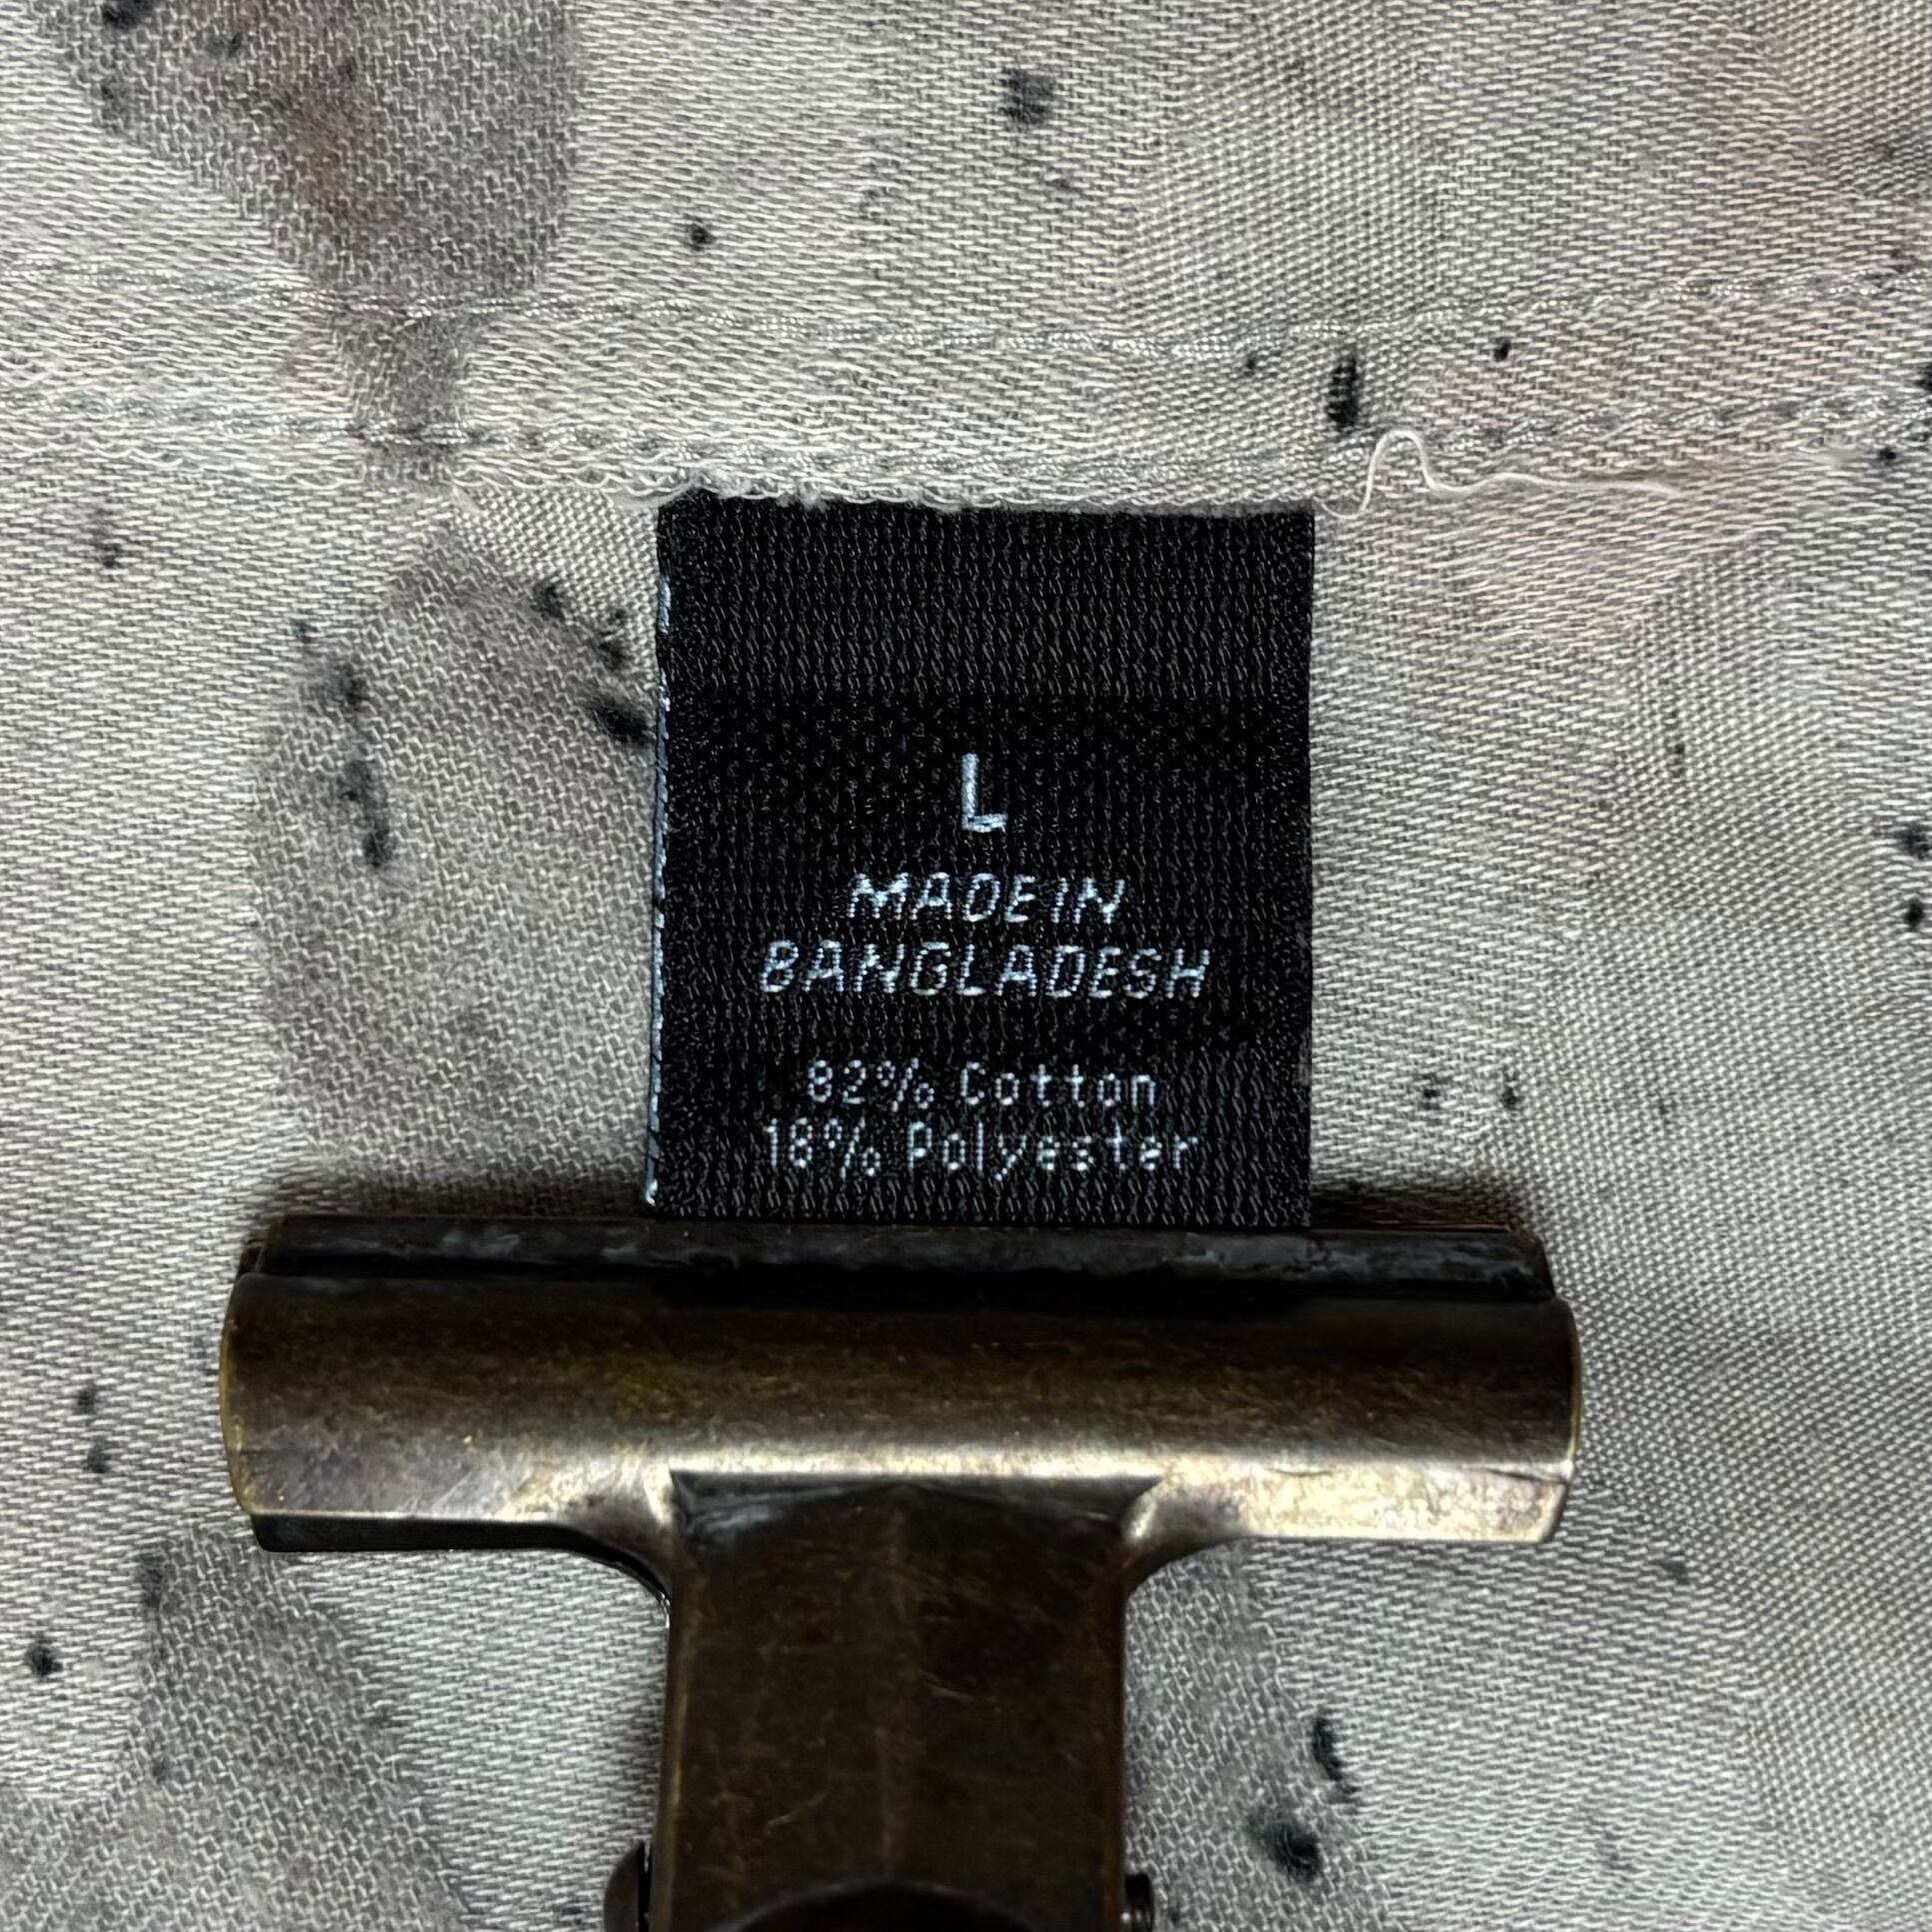 L
MADE IN
BANGLADESH
82% Cotton
18% Polyester